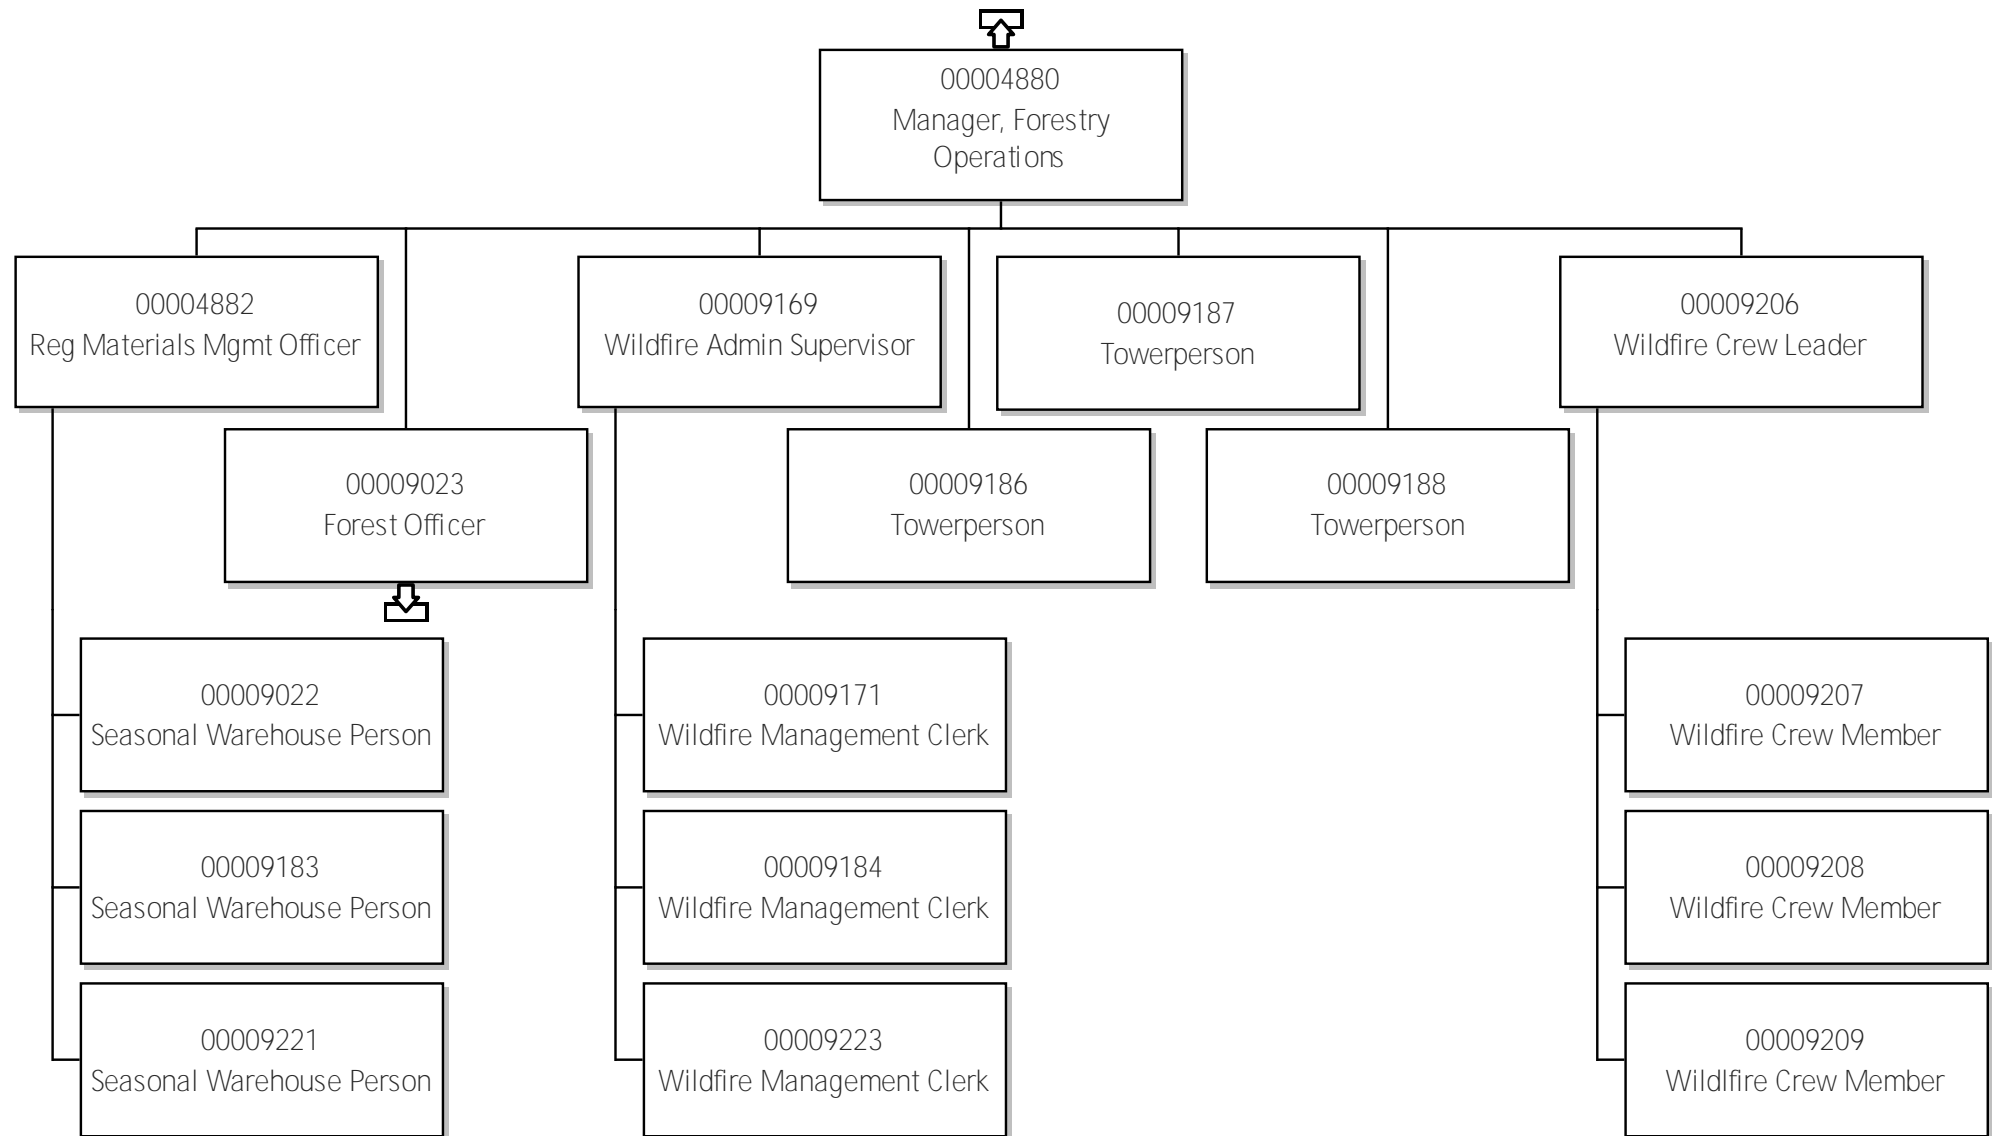 00004880
Manager, Forestry
Operations
00004882
Reg Materials Mgmt Officer
00009169
Wildfire Admin Supervisor
00009187
Towerperson
00009206
Wildfire Crew Leader
00009023
Forest Officer
00009186
Towerperson
00009188
Towerperson
00009022
Seasonal Warehouse Person
00009171
Wildfire Management Clerk
00009207
Wildfire Crew Member
00009183
Seasonal Warehouse Person
00009184
Wildfire Management Clerk
00009208
Wildfire Crew Member
00009221
Seasonal Warehouse Person
00009223
Wildfire Management Clerk
00009209
Wildlfire Crew Member